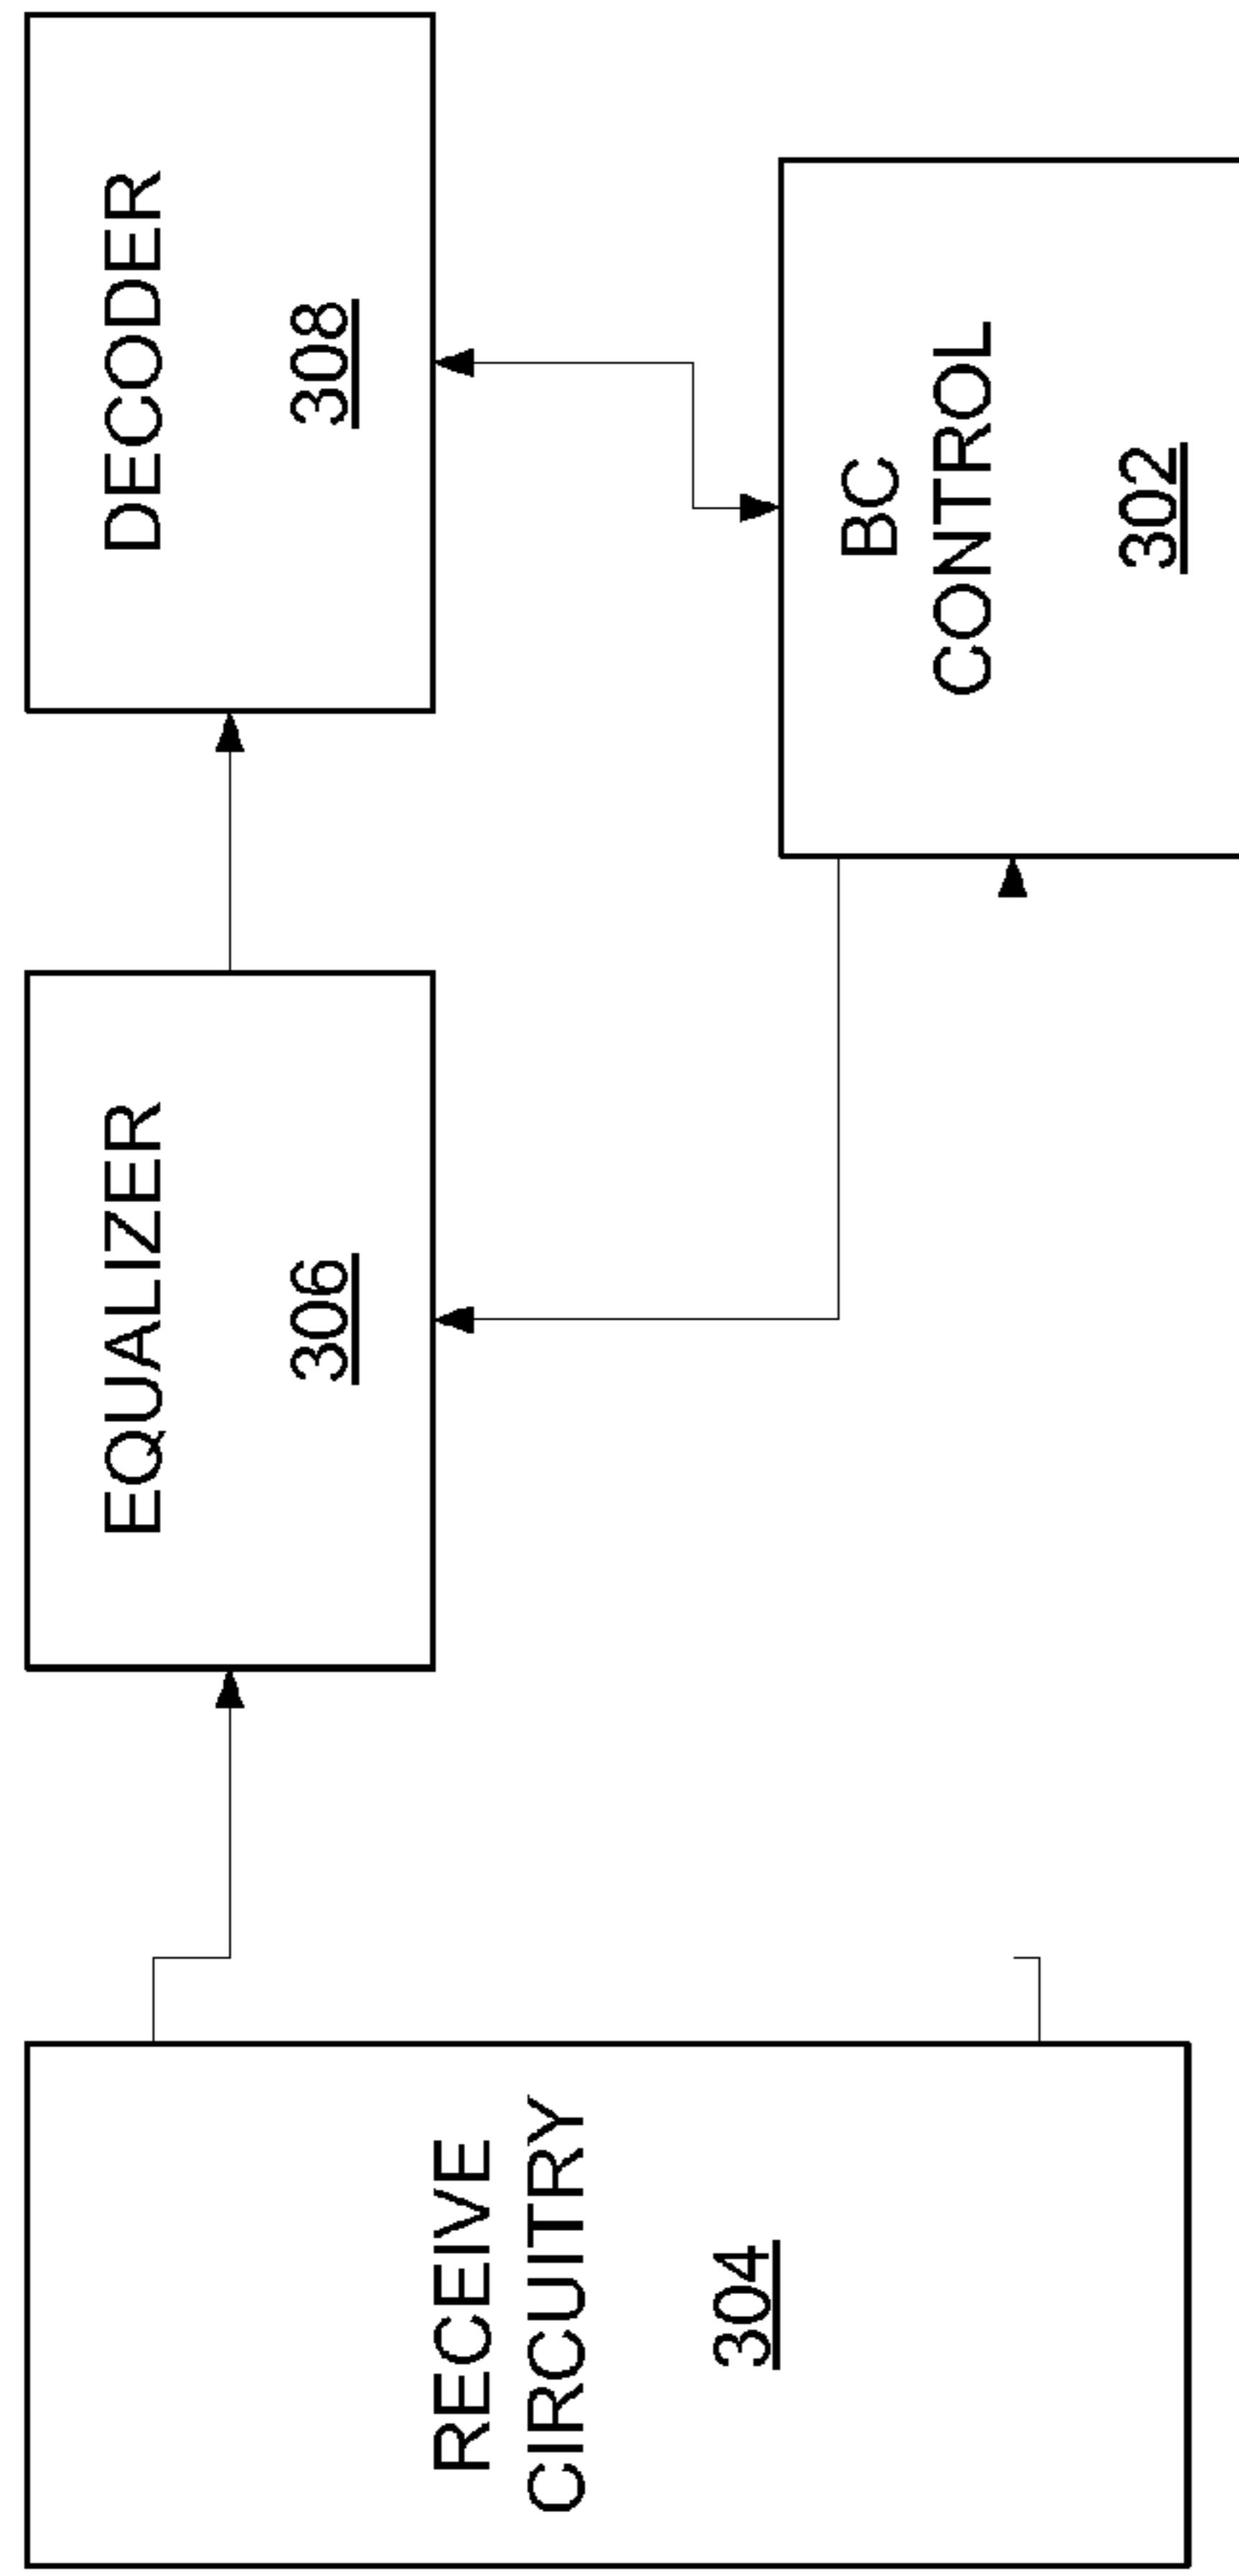 RECEIVE
CIRCUITRY
304
EQUALIZER
306
DECODER
308
BC
CONTROL
302